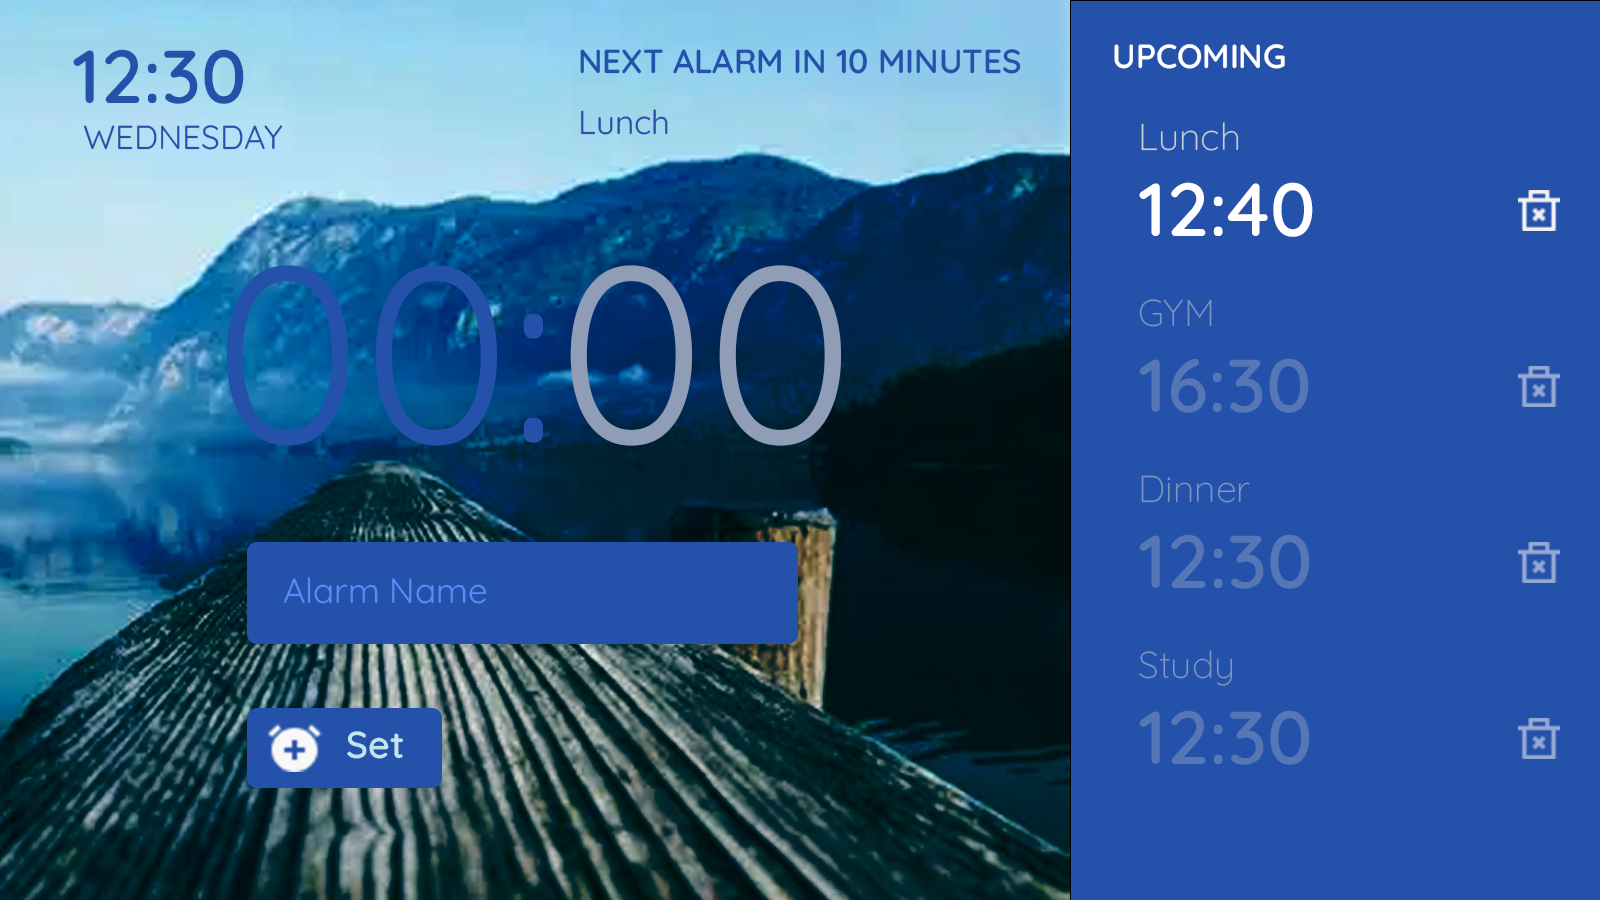 12:30
WEDNESDAY
NEXT ALARM IN 10 MINUTES
Lunch
00:00
Alarm Name
Set
UPCOMING
Lunch
12:40
GYM
16:30
Dinner
12:30
Study
12:30